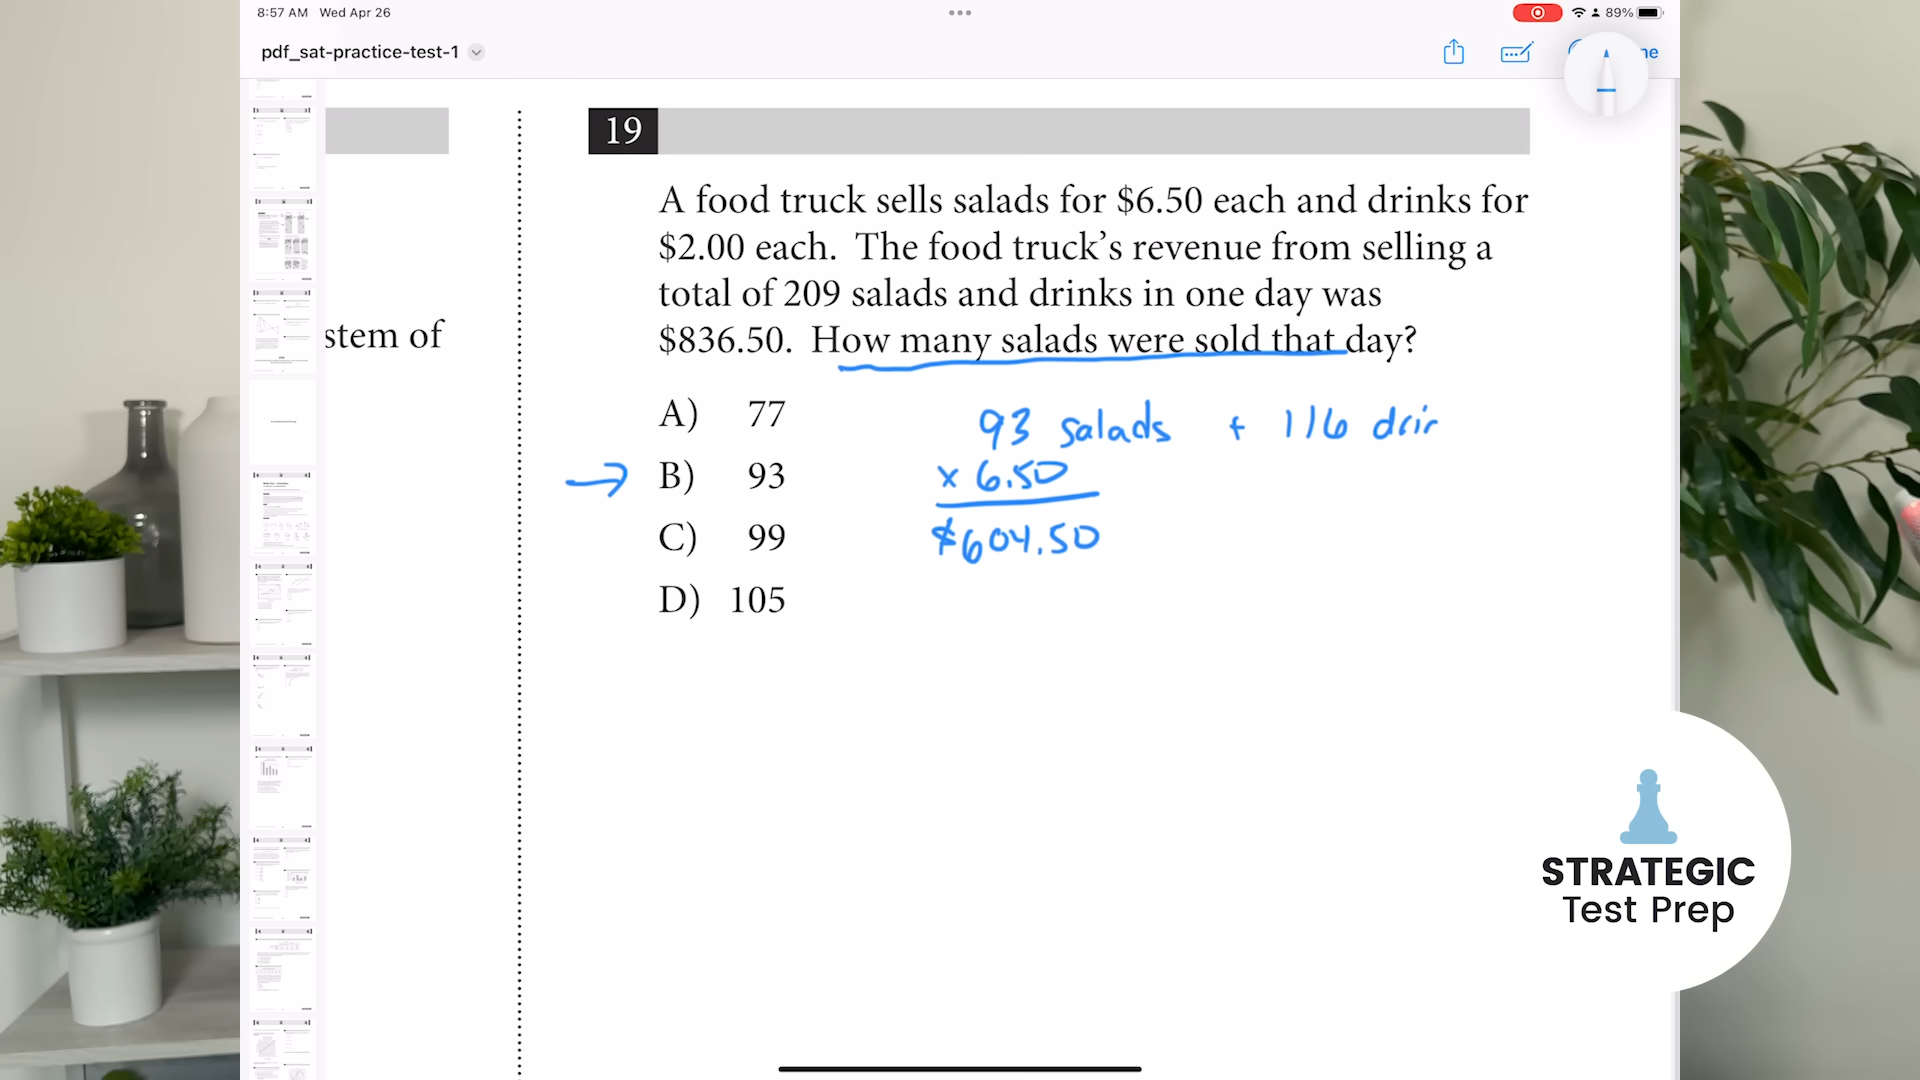 8:57 AM Wed Apr 26
89%
pdf_sat-practice-test-1
ne
19
A food truck sells salads for $6.50 each and drinks for
$2.00 each. The food truck's revenue from selling a
total of 209 salads and drinks in one day was
$836.50. How many salads were sold that day?
stem of
A) 77
B) 93
C) 99
D) 105
93 salads + 116 drin
x 6.50
$604.50
STRATEGIC
Test Prep